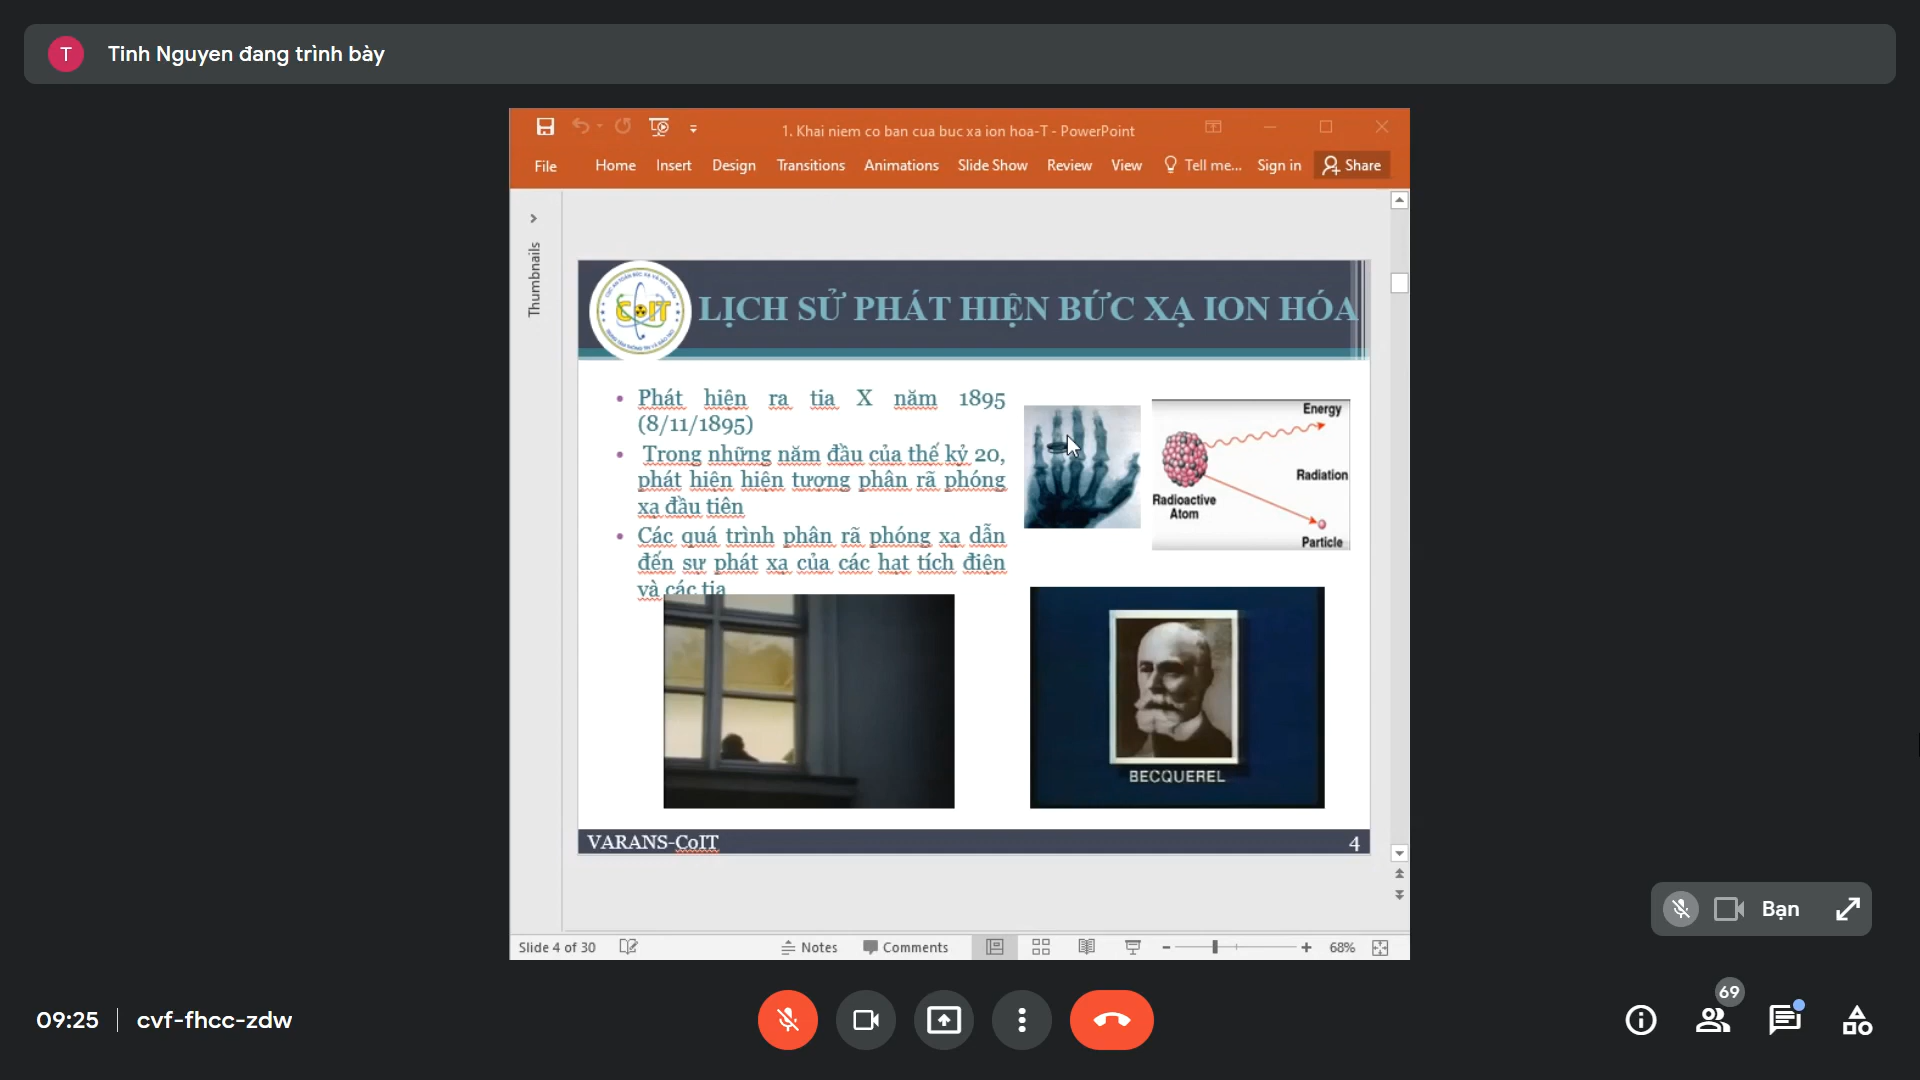 T
Tinh Nguyen đang trình bày
1. Khai niem co ban cua buc xa ion hoa-T - PowerPoint
File Home Insert Design Transitions Animations Slide Show Review View Tell me... Sign in Share
Thumbnails
CoIT
LỊCH SỬ PHÁT HIỆN BỨC XẠ ION HÓA
• Phát hiện ra tia X năm 1895
(8/11/1895)
• Trong những năm đầu của thế kỷ 20,
phát hiện hiện tượng phân rã phóng
xạ đầu tiên
• Các quá trình phân rã phóng xạ dẫn
đến sự phát xạ của các hạt tích điện
và các tia
Energy
Radiation
Radioactive
Atom
Particle
BECQUEREL
VARANS-CoIT
4
Slide 4 of 30
Notes
Comments
68%
Bạn
09:25
cvf-fhcc-zdw
69